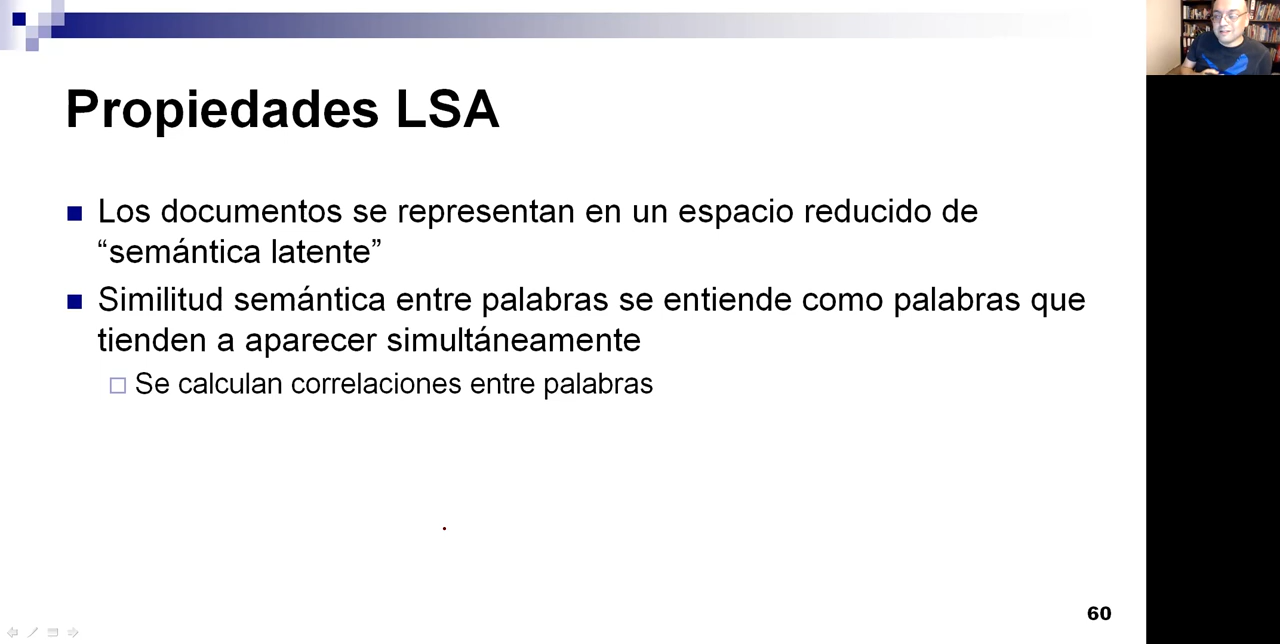 Propiedades LSA
Los documentos se representan en un espacio reducido de
“semántica latente”
Similitud semántica entre palabras se entiende como palabras que
tienden a aparecer simultáneamente
Se calculan correlaciones entre palabras
60